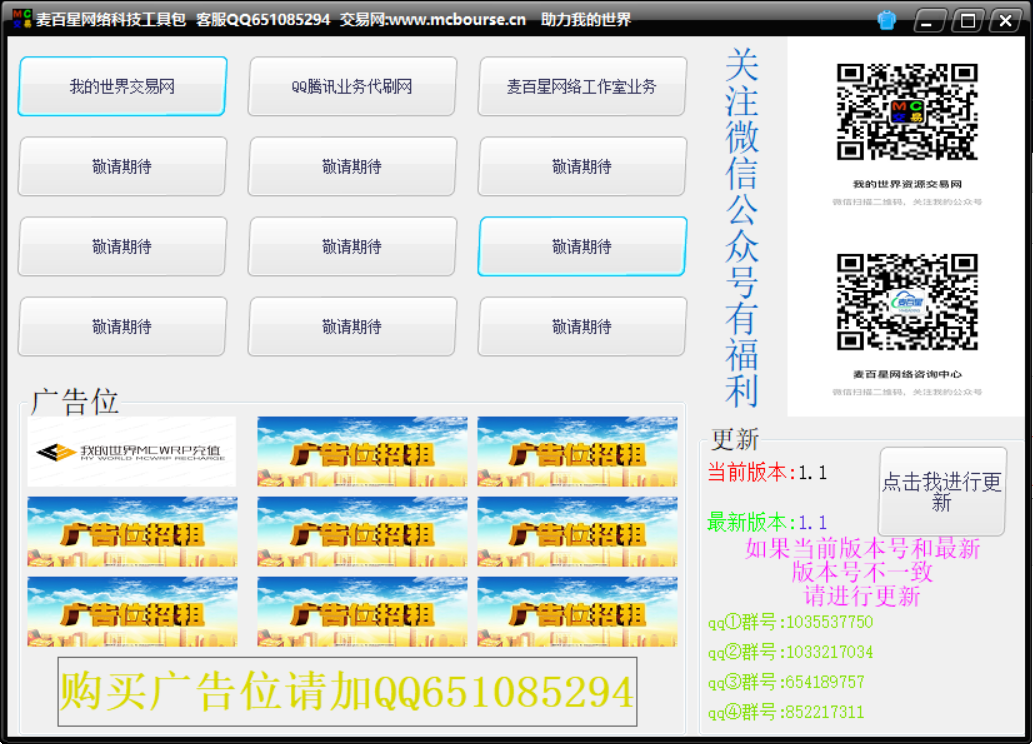 麦百星网络科技工具包 客服QQ651085294 交易网:www.mcbourse.cn 助力我的世界
我的世界交易网
QQ腾讯业务代刷网
麦百星网络工作室业务
敬请期待
敬请期待
敬请期待
敬请期待
敬请期待
敬请期待
敬请期待
敬请期待
敬请期待
关注微信公众号有福利
MC
交易
我的世界资源交易网
微信扫描二维码，关注我的公众号
麦百星
麦百星网络咨询中心
微信扫描二维码，关注我的公众号
广告位
我的世界MCWRP充值
MY WORLD MCWRP RECHARGE
广告位招租
广告位招租
广告位招租
广告位招租
广告位招租
广告位招租
广告位招租
广告位招租
购买广告位请加QQ651085294
更新
当前版本:1.1
最新版本:1.1
点击我进行更
新
如果当前版本号和最新
版本号不一致
请进行更新
qq①群号:1035537750
qq②群号:1033217034
qq③群号:654189757
qq④群号:852217311